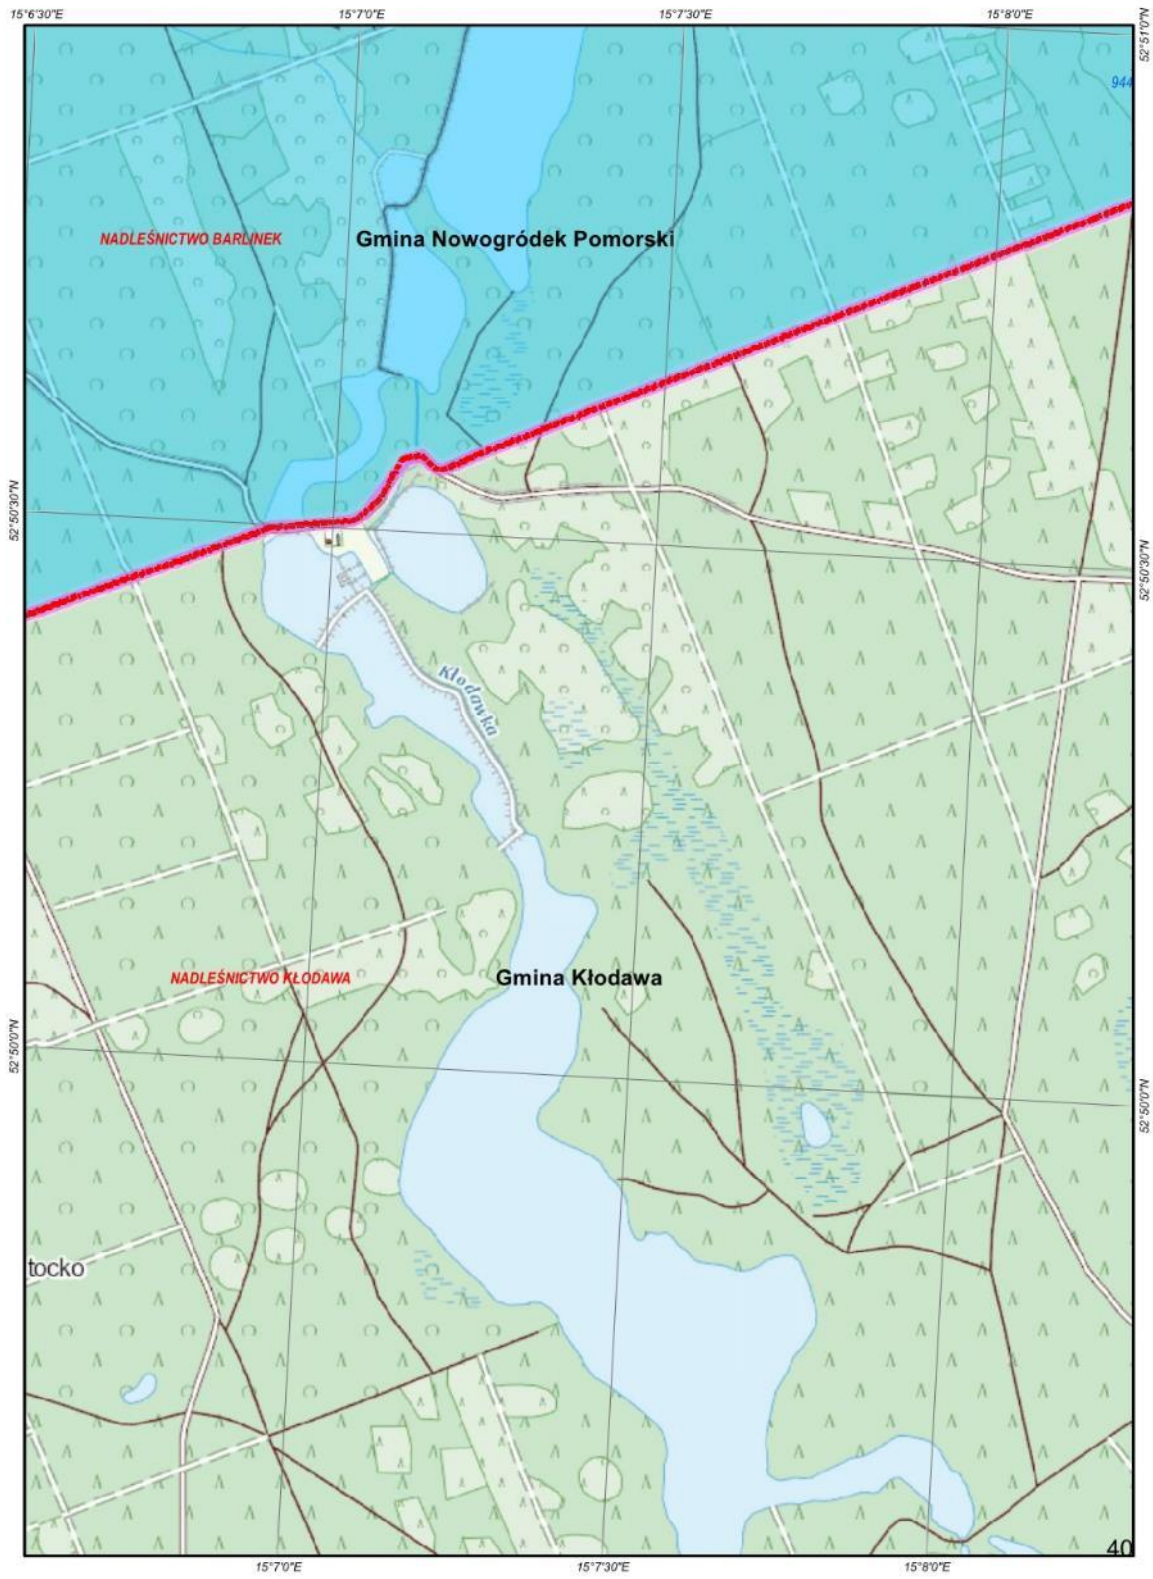 15°6'30"E 15°7'0"E 15°7'30"E 15°8'0"E
52°51'0"N
944
NADLEŚNICTWO BARLINEK
Gmina Nowogródek Pomorski
52°50'30"N
52°50'30"N
Kłodawka
NADLEŚNICTWO KŁODAWA
Gmina Kłodawa
52°50'0"N
52°50'0"N
tocko
40
15°7'0"E 15°7'30"E 15°8'0"E